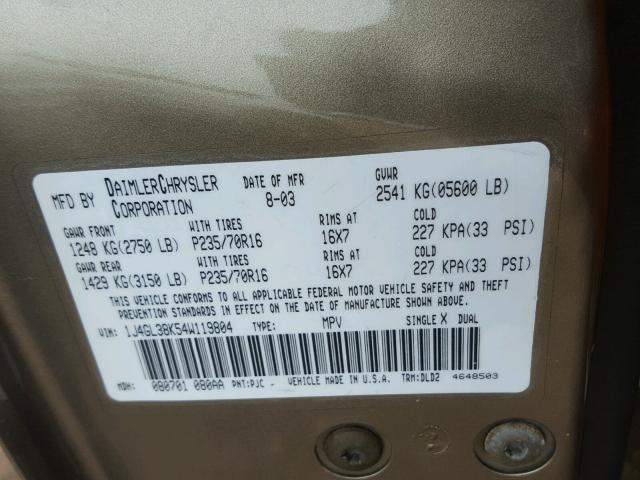 MFD BY DAIMLERCHRYSLER CORPORATION DATE OF MFR 8-03 GVWR 2541 KG(05600 LB)
GAWR FRONT WITH TIRES RIMS AT COLD
1248 KG(2750 LB) P235/70R16 16X7 227 KPA(33 PSI)
GAWR REAR WITH TIRES RIMS AT COLD
1429 KG(3150 LB) P235/70R16 16X7 227 KPA(33 PSI)
THIS VEHICLE CONFORMS TO ALL APPLICABLE FEDERAL MOTOR VEHICLE SAFETY AND THEFT
PREVENTION STANDARDS IN EFFECT ON THE DATE OF MANUFACTURE SHOWN ABOVE.
VIN: 1J4GL38K54W119804 TYPE: MPV SINGLE X DUAL
MDH: 080701 080AA PNT:PJC - VEHICLE MADE IN U.S.A. TRM:DLD2 4648503